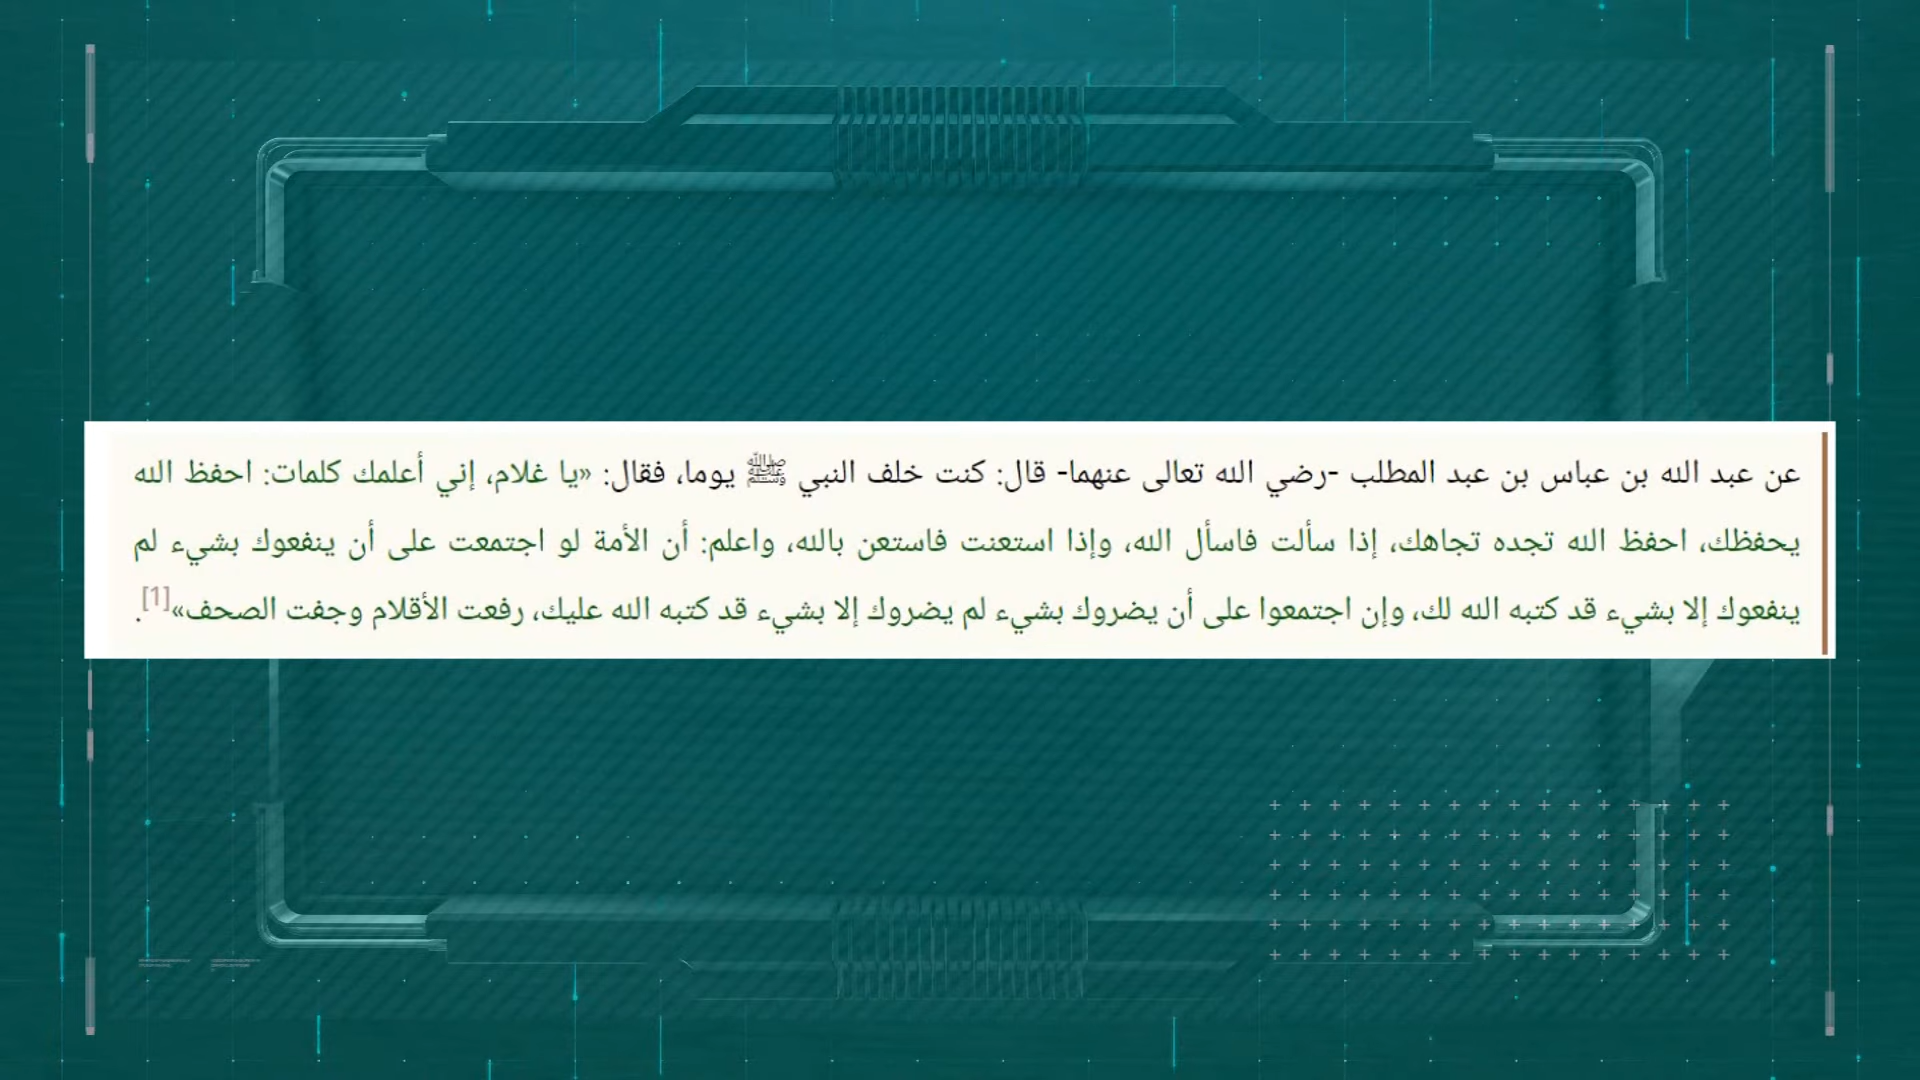 عن عبد الله بن عباس بن عبد المطلب -رضي الله تعالى عنهما- قال: كنت خلف النبي ﷺ يوما، فقال: «يا غلام، إني أعلمك كلمات: احفظ الله
يحفظك، احفظ الله تجده تجاهك، إذا سألت فاسأل الله، وإذا استعنت فاستعن بالله، واعلم: أن الأمة لو اجتمعت على أن ينفعوك بشيء لم
ينفعوك إلا بشيء قد كتبه الله لك، وإن اجتمعوا على أن يضروك بشيء لم يضروك إلا بشيء قد كتبه الله عليك، رفعت الأقلام وجفت الصحف»[1].